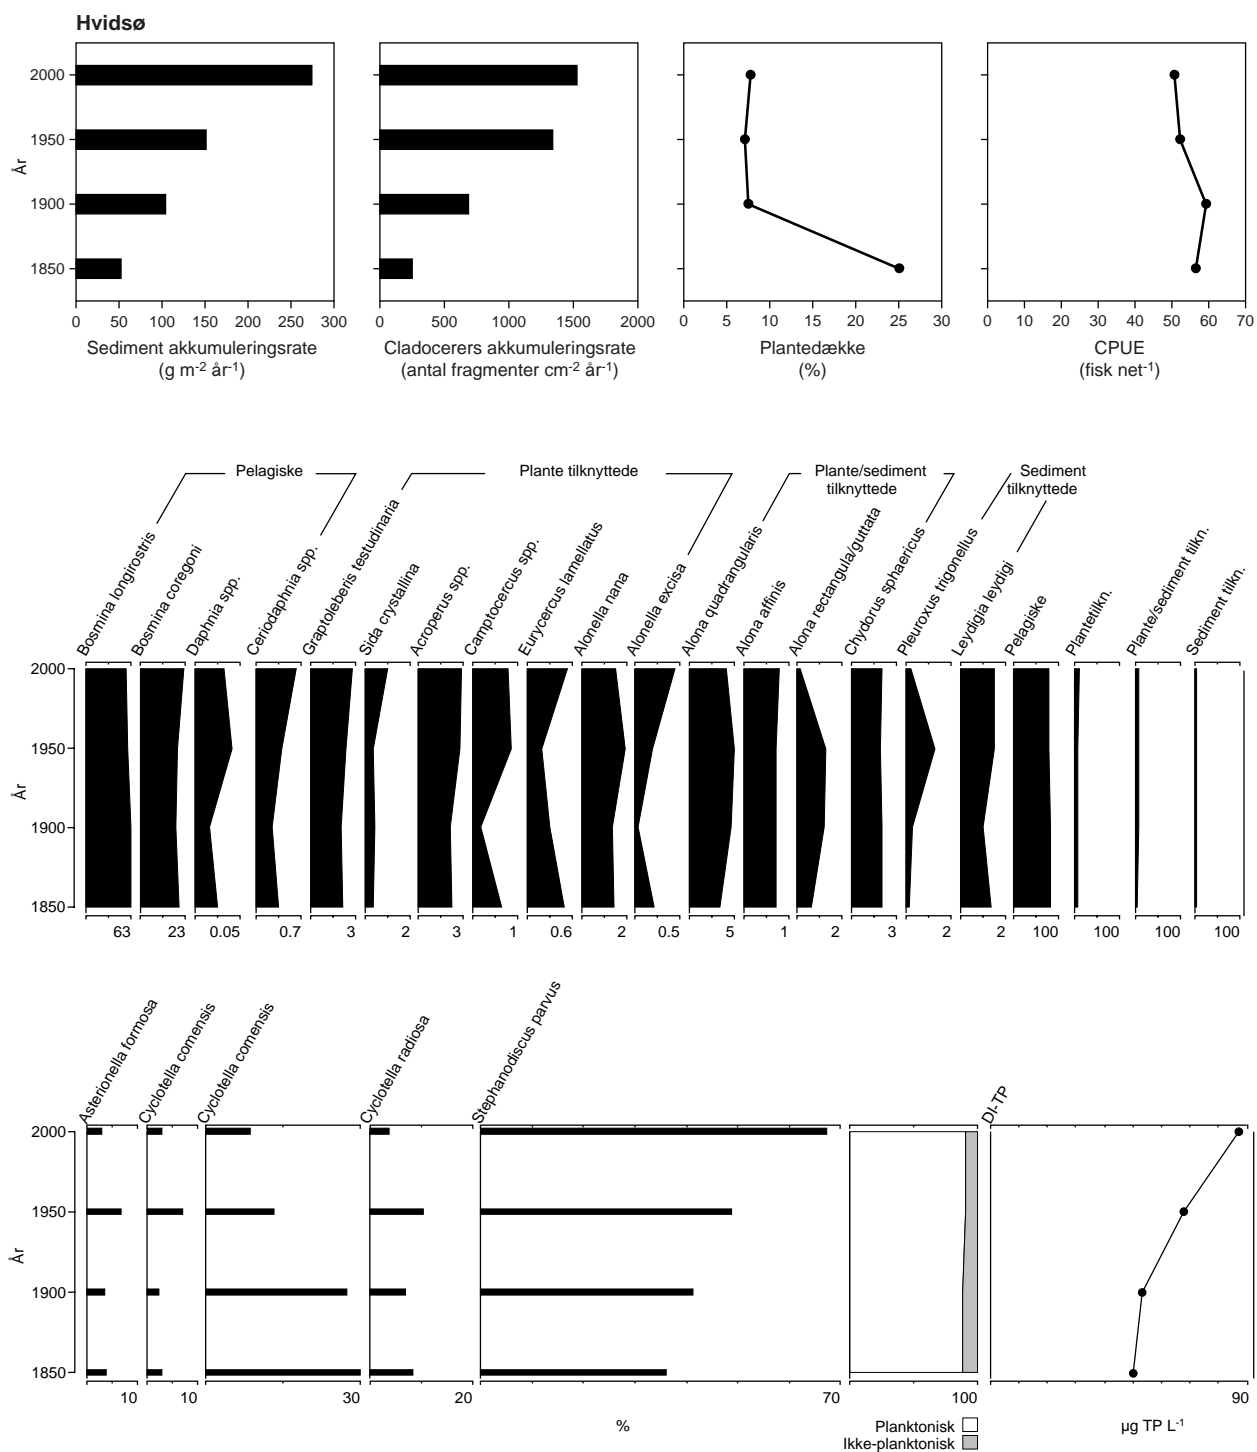 Hvidsø
År
2000
1950
1900
1850
0 50 100 150 200 250 300
Sediment akkumuleringsrate
(g m-2 år-1)
0 500 1000 1500 2000
Cladocerers akkumuleringsrate
(antal fragmenter cm-2 år-1)
0 5 10 15 20 25 30
Plantedække
(%)
0 10 20 30 40 50 60 70
CPUE
(fisk net-1)
Pelagiske
Plante tilknyttede
Plante/sediment
tilknyttede
Sediment
tilknyttede
Bosmina longirostris
Bosmina coregoni
Daphnia spp.
Ceriodaphnia spp.
Graptoleberis testudinaria
Sida crystallina
Acroperus spp.
Camptocercus spp.
Eurycercus lamellatus
Alonella nana
Alonella excisa
Alona quadrangularis
Alona affinis
Alona rectangula/guttata
Chydorus sphaericus
Pleuroxus trigonellus
Leydigia leydigi
Pelagiske
Plantetilkn.
Plante/sediment tilkn.
Sediment tilkn.
År
2000
1950
1900
1850
63 23 0.05 0.7 3 2 3 1 0.6 2 0.5 5 1 2 3 2 2 100 100 100 100
Asterionella formosa
Cyclotella comensis
Cyclotella comensis
Cyclotella radiosa
Stephanodiscus parvus
DI-TP
År
2000
1950
1900
1850
10 10 30 20 70 100 90
%
µg TP L-1
Planktonisk
Ikke-planktonisk